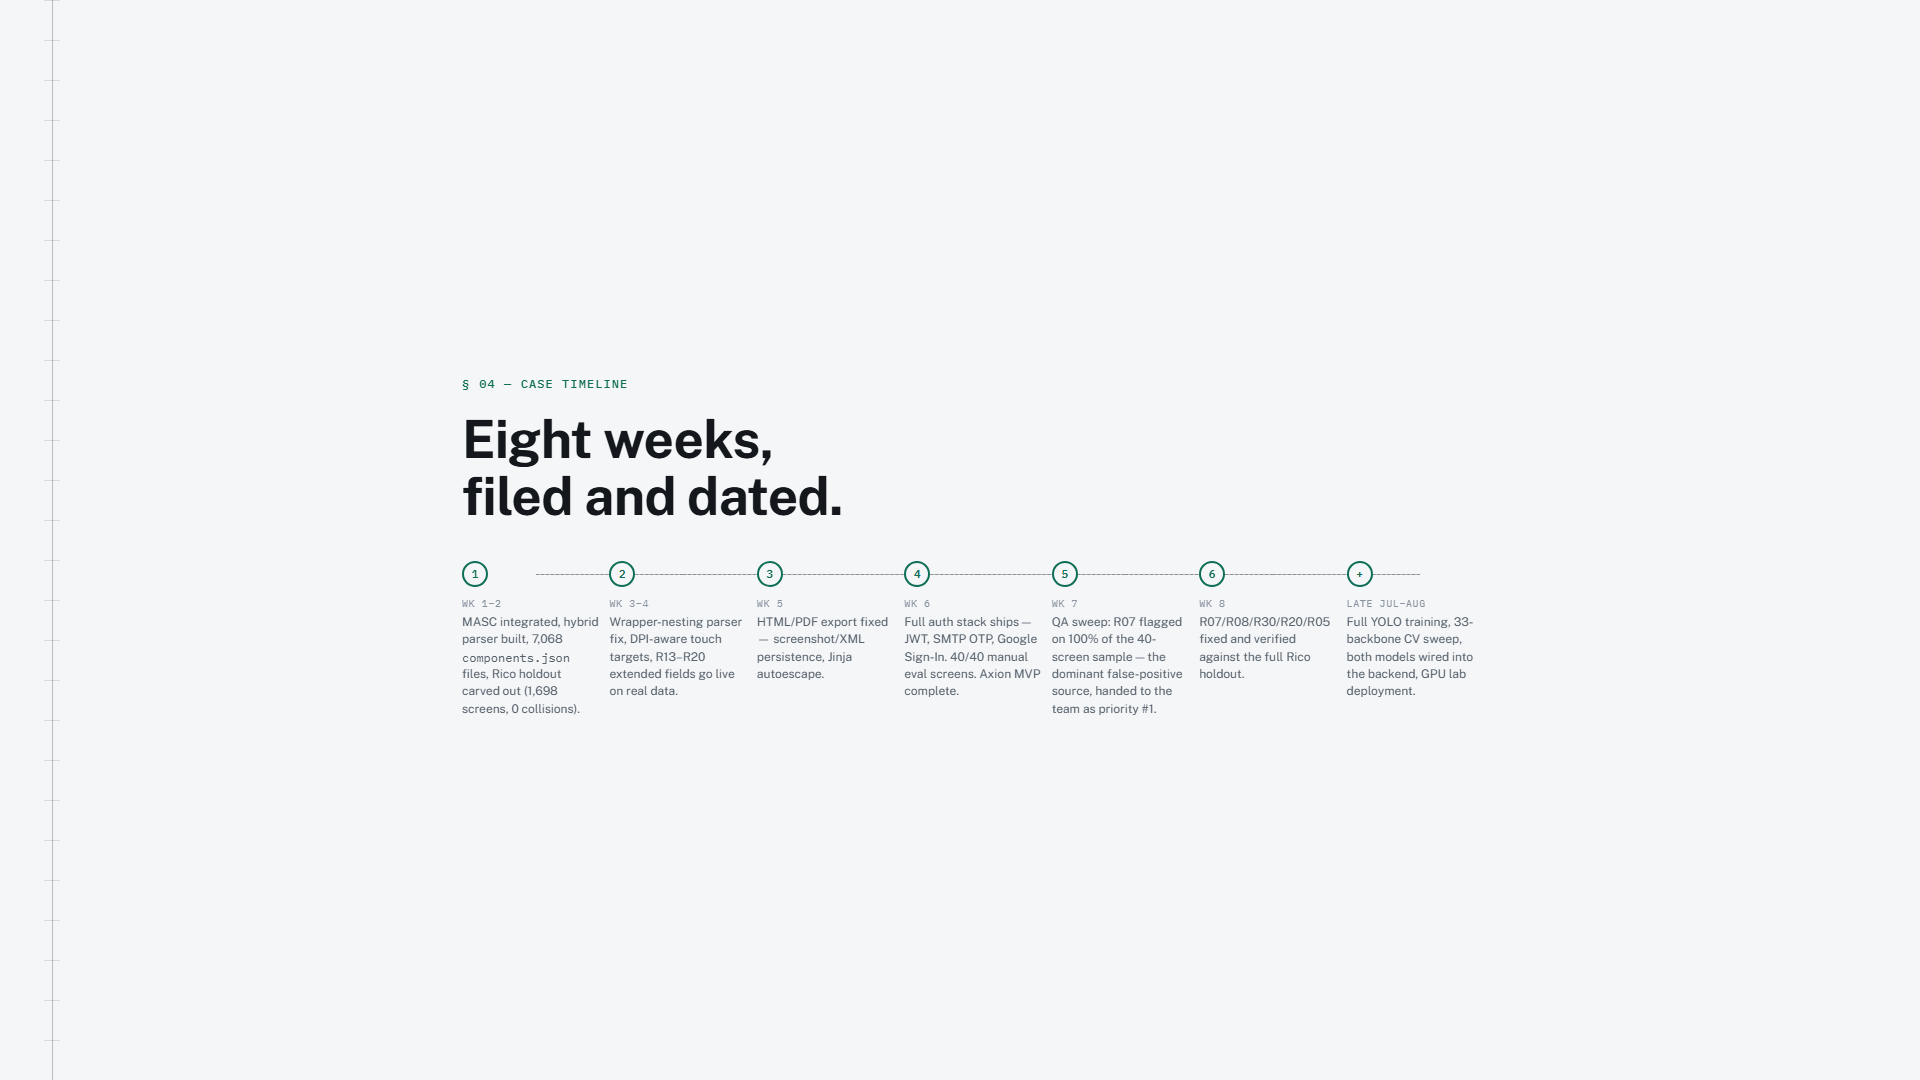 § 04 — CASE TIMELINE
Eight weeks,
filed and dated.
1
WK 1–2
MASC integrated, hybrid
parser built, 7,068
components.json
files, Rico holdout
carved out (1,698
screens, 0 collisions).
2
WK 3–4
Wrapper-nesting parser
fix, DPI-aware touch
targets, R13–R20
extended fields go live
on real data.
3
WK 5
HTML/PDF export fixed
— screenshot/XML
persistence, Jinja
autoescape.
4
WK 6
Full auth stack ships —
JWT, SMTP OTP, Google
Sign-In. 40/40 manual
eval screens. Axion MVP
complete.
5
WK 7
QA sweep: R07 flagged
on 100% of the 40-
screen sample — the
dominant false-positive
source, handed to the
team as priority #1.
6
WK 8
R07/R08/R30/R20/R05
fixed and verified
against the full Rico
holdout.
+
LATE JUL–AUG
Full YOLO training, 33-
backbone CV sweep,
both models wired into
the backend, GPU lab
deployment.